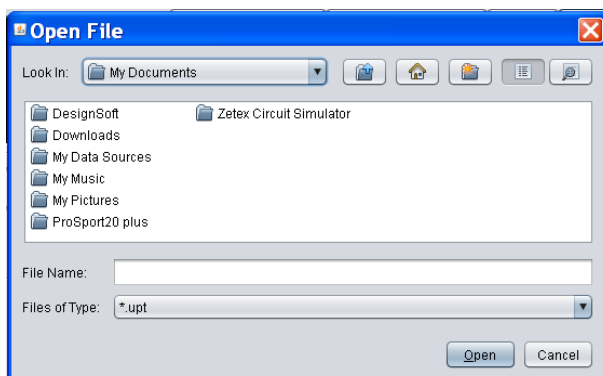 Open File
Look In: My Documents
DesignSoft
Downloads
My Data Sources
My Music
My Pictures
ProSport20 plus
Zetex Circuit Simulator
File Name:
Files of Type: *.upt
Open Cancel